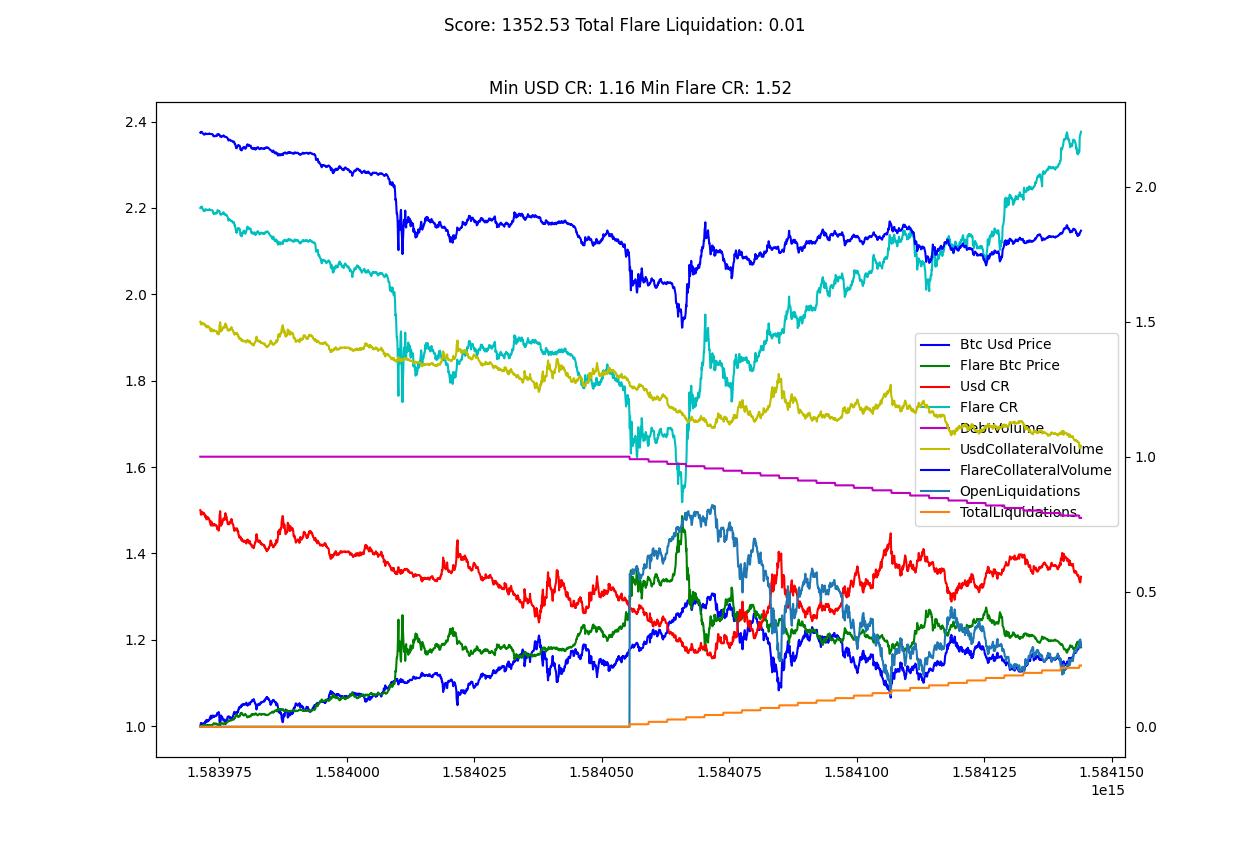 Score: 1352.53 Total Flare Liquidation: 0.01
Min USD CR: 1.16 Min Flare CR: 1.52
2.4
2.2
2.0
1.8
1.6
1.4
1.2
1.0
2.0
1.5
1.0
0.5
0.0
Btc Usd Price
Flare Btc Price
Usd CR
Flare CR
DebtVolume
UsdCollateralVolume
FlareCollateralVolume
OpenLiquidations
TotalLiquidations
1.583975 1.584000 1.584025 1.584050 1.584075 1.584100 1.584125 1.584150
1e15